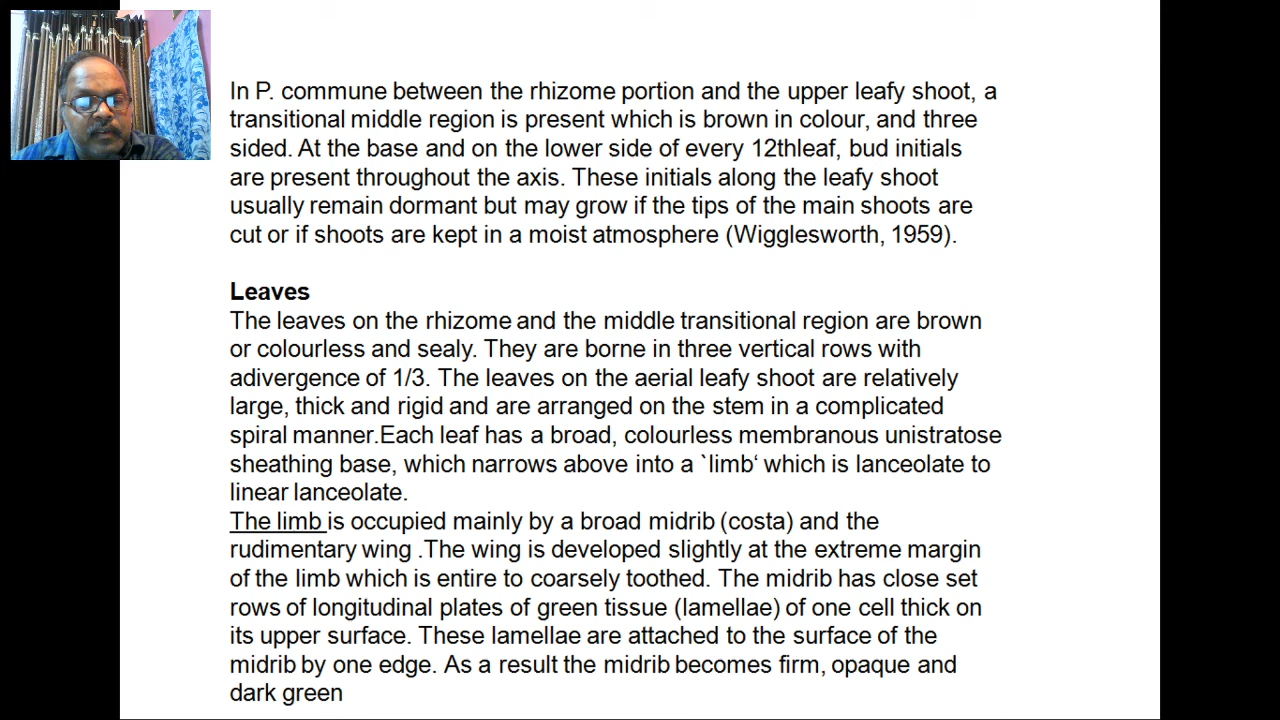 In P. commune between the rhizome portion and the upper leafy shoot, a
transitional middle region is present which is brown in colour, and three
sided. At the base and on the lower side of every 12thleaf, bud initials
are present throughout the axis. These initials along the leafy shoot
usually remain dormant but may grow if the tips of the main shoots are
cut or if shoots are kept in a moist atmosphere (Wigglesworth, 1959).
Leaves
The leaves on the rhizome and the middle transitional region are brown
or colourless and sealy. They are borne in three vertical rows with
adivergence of 1/3. The leaves on the aerial leafy shoot are relatively
large, thick and rigid and are arranged on the stem in a complicated
spiral manner.Each leaf has a broad, colourless membranous unistratose
sheathing base, which narrows above into a `limb‘ which is lanceolate to
linear lanceolate.
The limb is occupied mainly by a broad midrib (costa) and the
rudimentary wing .The wing is developed slightly at the extreme margin
of the limb which is entire to coarsely toothed. The midrib has close set
rows of longitudinal plates of green tissue (lamellae) of one cell thick on
its upper surface. These lamellae are attached to the surface of the
midrib by one edge. As a result the midrib becomes firm, opaque and
dark green